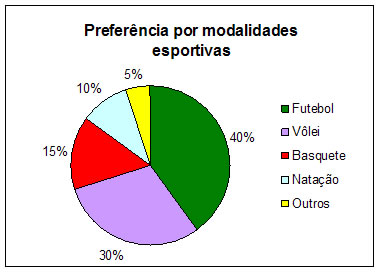 Preferência por modalidades
esportivas
5%
10%
40%
15%
30%
Futebol
Vôlei
Basquete
Natação
Outros